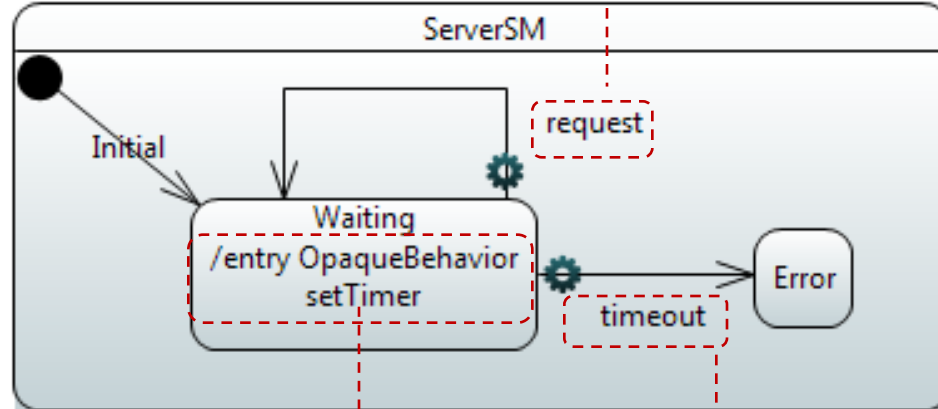 ServerSM
request
Initial
Waiting
/entry OpaqueBehavior
setTimer
Error
timeout